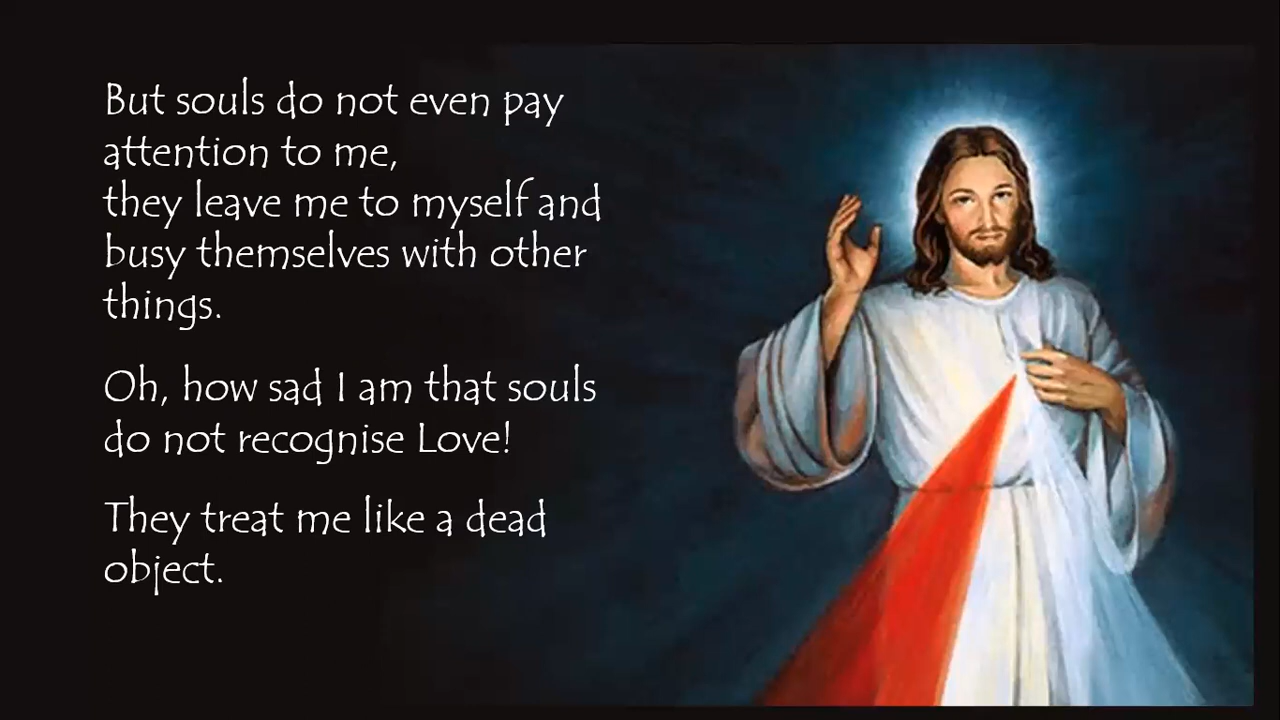 But souls do not even pay
attention to me,
they leave me to myself and
busy themselves with other
things.
Oh, how sad I am that souls
do not recognise Love!
They treat me like a dead
object.